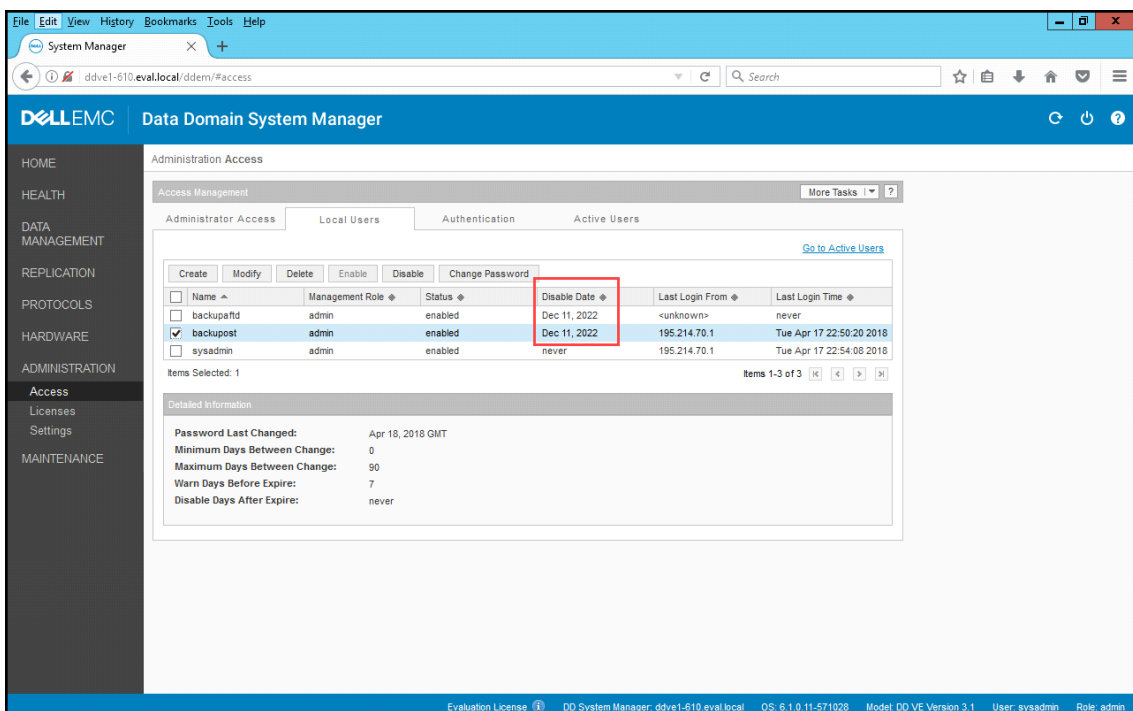 File Edit View History Bookmarks Tools Help
System Manager
ddve1-610.eval.local/ddem/#access
Search
DELLEMC Data Domain System Manager
HOME
HEALTH
DATA
MANAGEMENT
REPLICATION
PROTOCOLS
HARDWARE
ADMINISTRATION
Access
Licenses
Settings
MAINTENANCE
Administration Access
Access Management More Tasks ?
Administrator Access Local Users Authentication Active Users
Go to Active Users
Create Modify Delete Enable Disable Change Password
Name Management Role Status Disable Date Last Login From Last Login Time
backupaftd admin enabled Dec 11, 2022 <unknown> never
backupost admin enabled Dec 11, 2022 195.214.70.1 Tue Apr 17 22:50:20 2018
sysadmin admin enabled never 195.214.70.1 Tue Apr 17 22:54:08 2018
Items Selected: 1 Items 1-3 of 3
Detailed Information
Password Last Changed: Apr 18, 2018 GMT
Minimum Days Between Change: 0
Maximum Days Between Change: 90
Warn Days Before Expire: 7
Disable Days After Expire: never
Evaluation License DD System Manager: ddve1-610.eval.local OS: 6.1.0.11-571028 Model: DD VE Version 3.1 User: sysadmin Role: admin